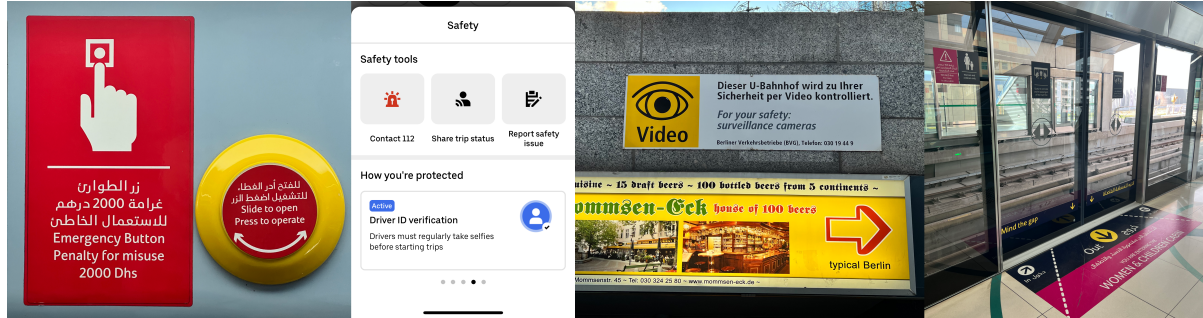 زر الطوارئ
غرامة 2000 درهم
للاستعمال الخاطئ
Emergency Button
Penalty for misuse
2000 Dhs
للفتح أدر الغطاء.
للتشغيل اضغط الزر
Slide to open
Press to operate
Safety
Safety tools
Contact 112
Share trip status
Report safety
issue
How you're protected
Active
Driver ID verification
Drivers must regularly take selfies
before starting trips
Dieser U-Bahnhof wird zu Ihrer
Sicherheit per Video kontrolliert.
For your safety:
surveillance cameras
Video
Berliner Verkehrsbetriebe (BVG), Telefon: 030 19 44 9
uisine ~ 15 draft beers ~ 100 bottled beers from 5 continents ~
ommsen-Eck house of 100 beers
typical Berlin
Mommsenstr. 45 ~ Tel: 030 324 25 80 ~ www.mommsen-eck.de ~
Mind the gap
Out
In
WOMEN & CHILDREN